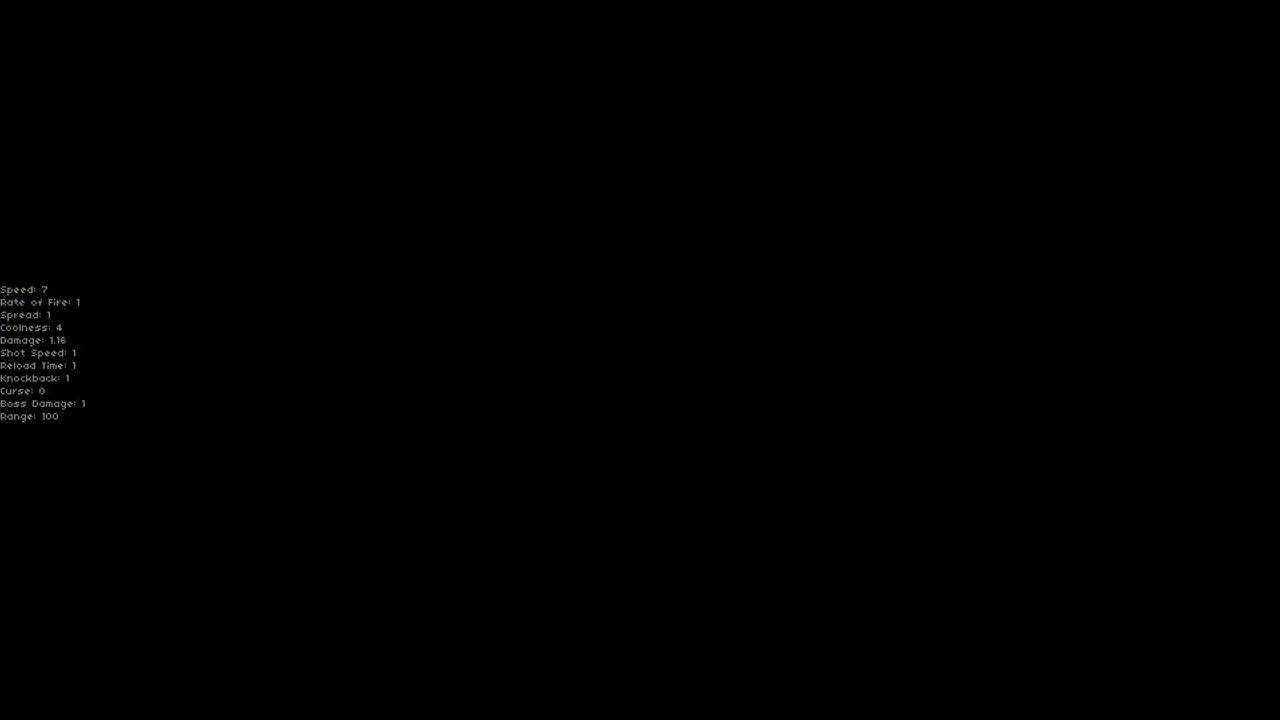 Speed: 7
Rate of Fire: 1
Spread: 1
Coolness: 4
Damage: 1.16
Shot Speed: 1
Reload Time: 1
Knockback: 1
Curse: 0
Boss Damage: 1
Range: 100